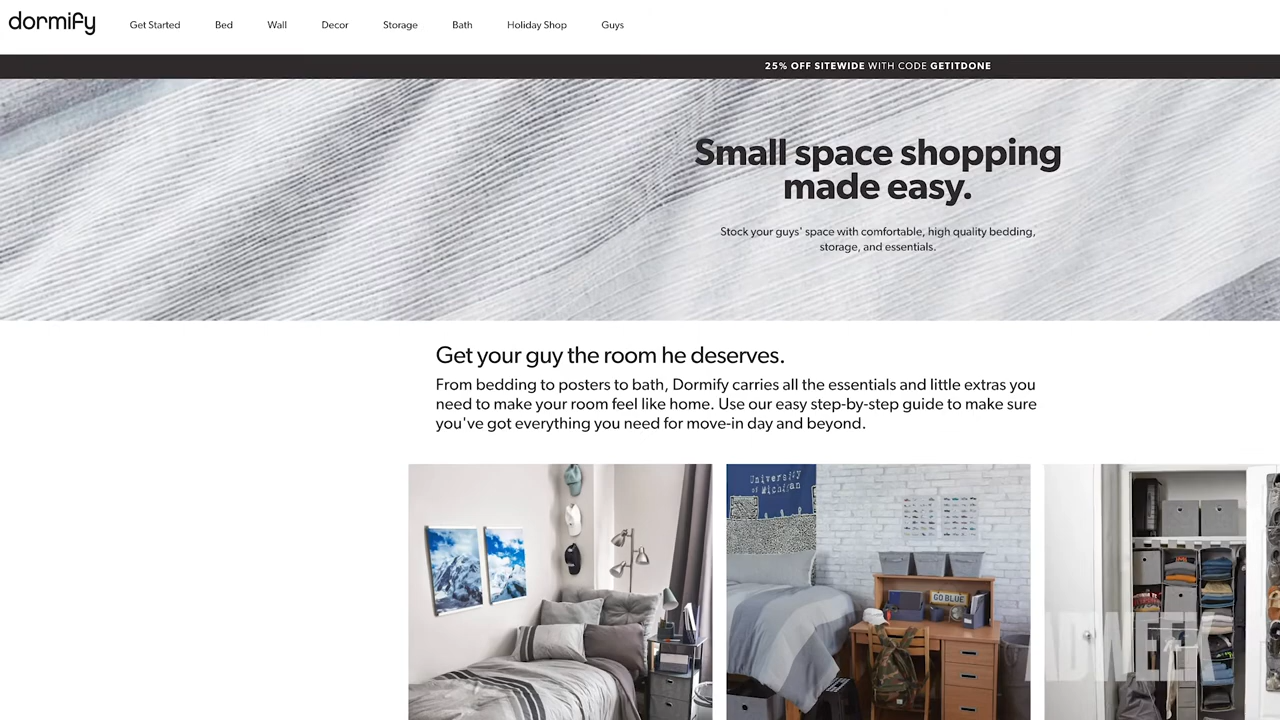 dormify
Get Started
Bed
Wall
Decor
Storage
Bath
Holiday Shop
Guys
25% OFF SITEWIDE WITH CODE GETITDONE
Small space shopping
made easy.
Stock your guys' space with comfortable, high quality bedding,
storage, and essentials.
Get your guy the room he deserves.
From bedding to posters to bath, Dormify carries all the essentials and little extras you
need to make your room feel like home. Use our easy step-by-step guide to make sure
you've got everything you need for move-in day and beyond.
University
of Michigan
GO BLUE
ADWEEK